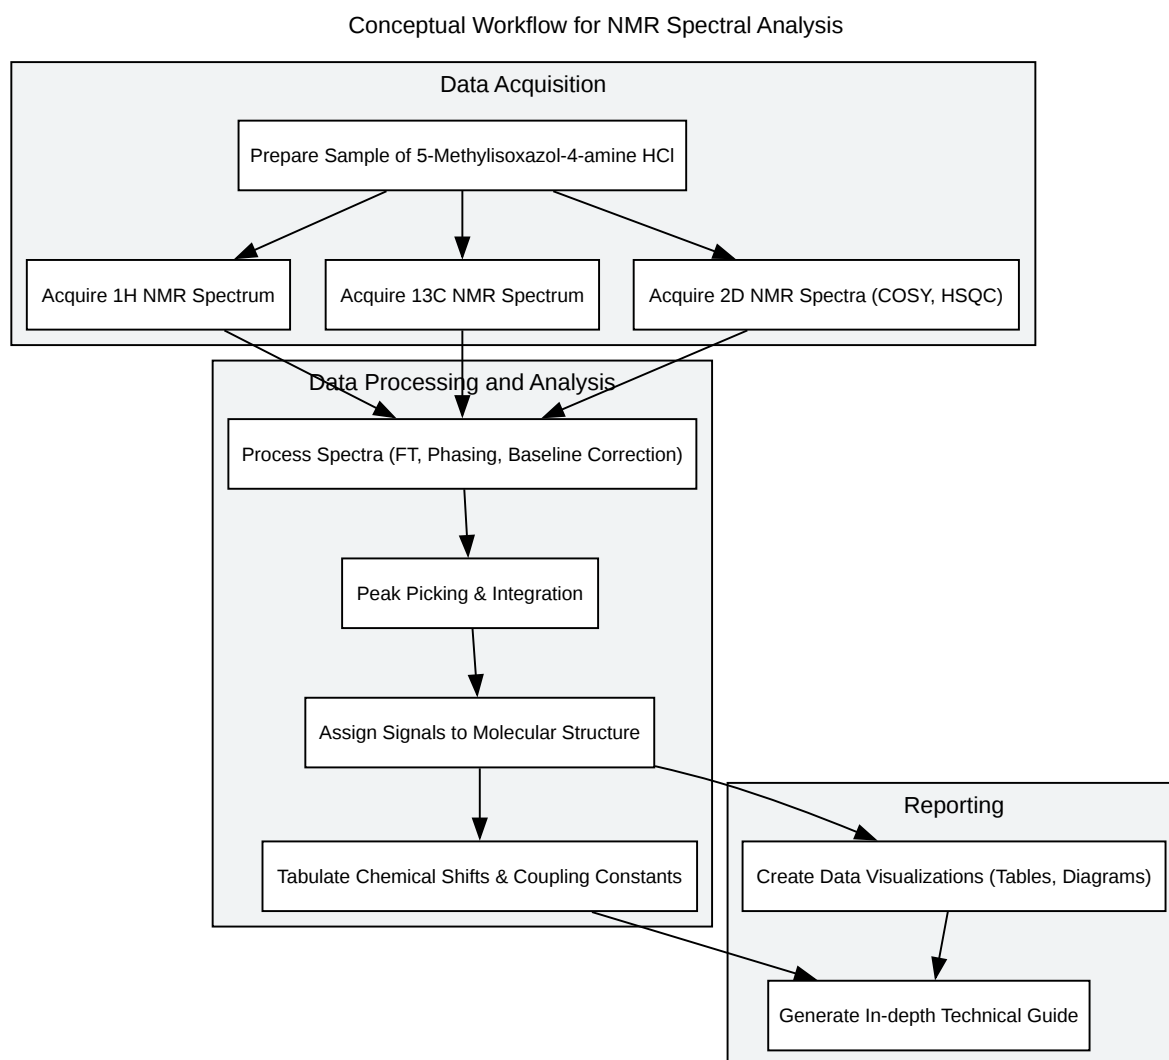 Conceptual Workflow for NMR Spectral Analysis
Data Acquisition
Prepare Sample of 5-Methylisoxazol-4-amine HCl
Acquire 1H NMR Spectrum
Acquire 13C NMR Spectrum
Acquire 2D NMR Spectra (COSY, HSQC)
Data Processing and Analysis
Process Spectra (FT, Phasing, Baseline Correction)
Peak Picking & Integration
Assign Signals to Molecular Structure
Tabulate Chemical Shifts & Coupling Constants
Reporting
Create Data Visualizations (Tables, Diagrams)
Generate In-depth Technical Guide